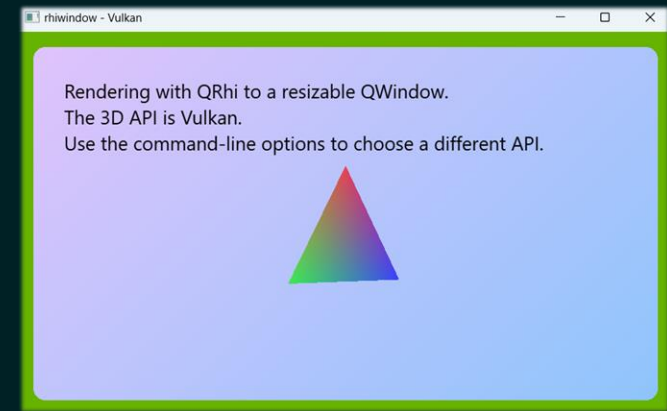 rhiwindow - Vulkan
Rendering with QRhi to a resizable QWindow.
The 3D API is Vulkan.
Use the command-line options to choose a different API.